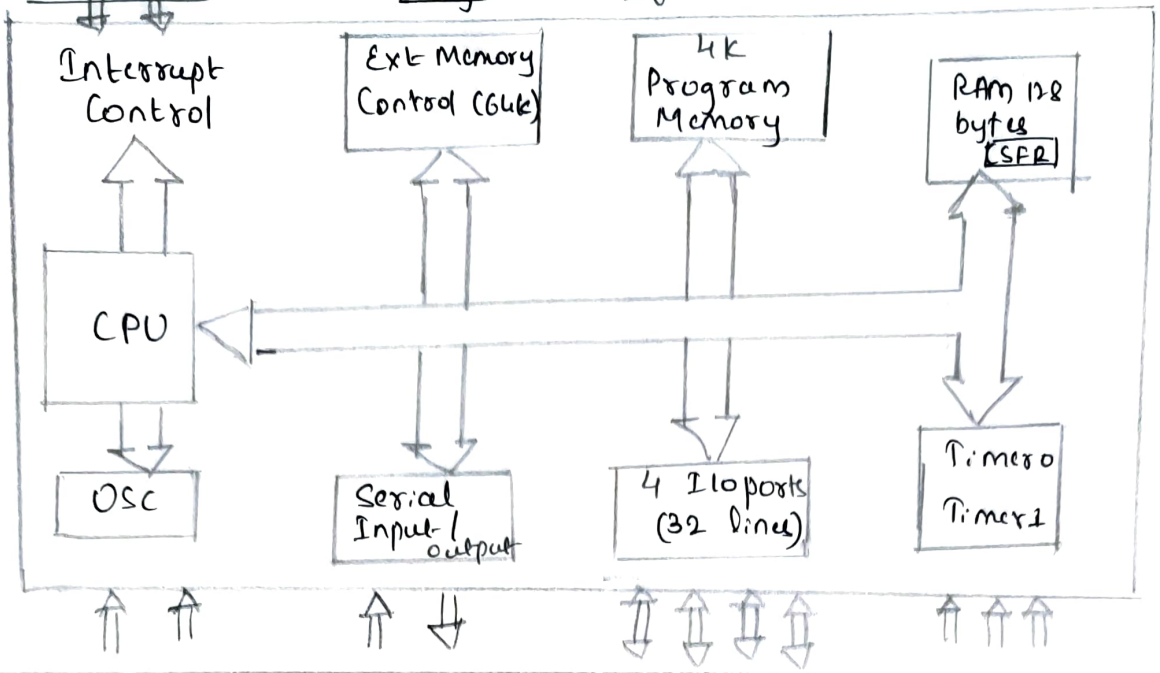 Interrupt
Control
Ext Memory
Control (64k)
4K
Program
Memory
RAM 128
bytes
SFR
CPU
OSC
Serial
Input/
output
4 I/o ports
(32 lines)
Timer0
Timer1